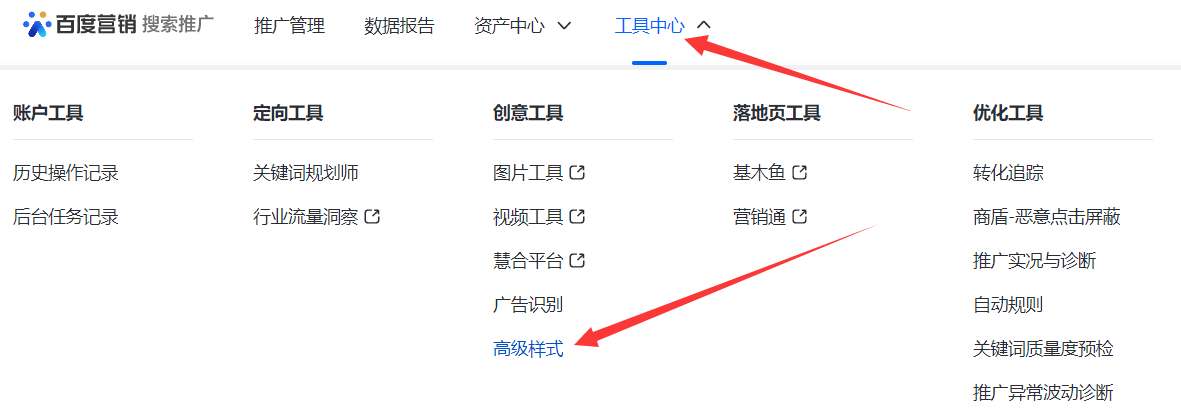 百度营销 搜索推广 推广管理 数据报告 资产中心 工具中心
账户工具 定向工具 创意工具 落地页工具 优化工具
历史操作记录 关键词规划师 图片工具 基木鱼 转化追踪
后台任务记录 行业流量洞察 视频工具 营销通 商盾-恶意点击屏蔽
慧合平台 推广实况与诊断
广告识别 自动规则
高级样式 关键词质量度预检
推广异常波动诊断